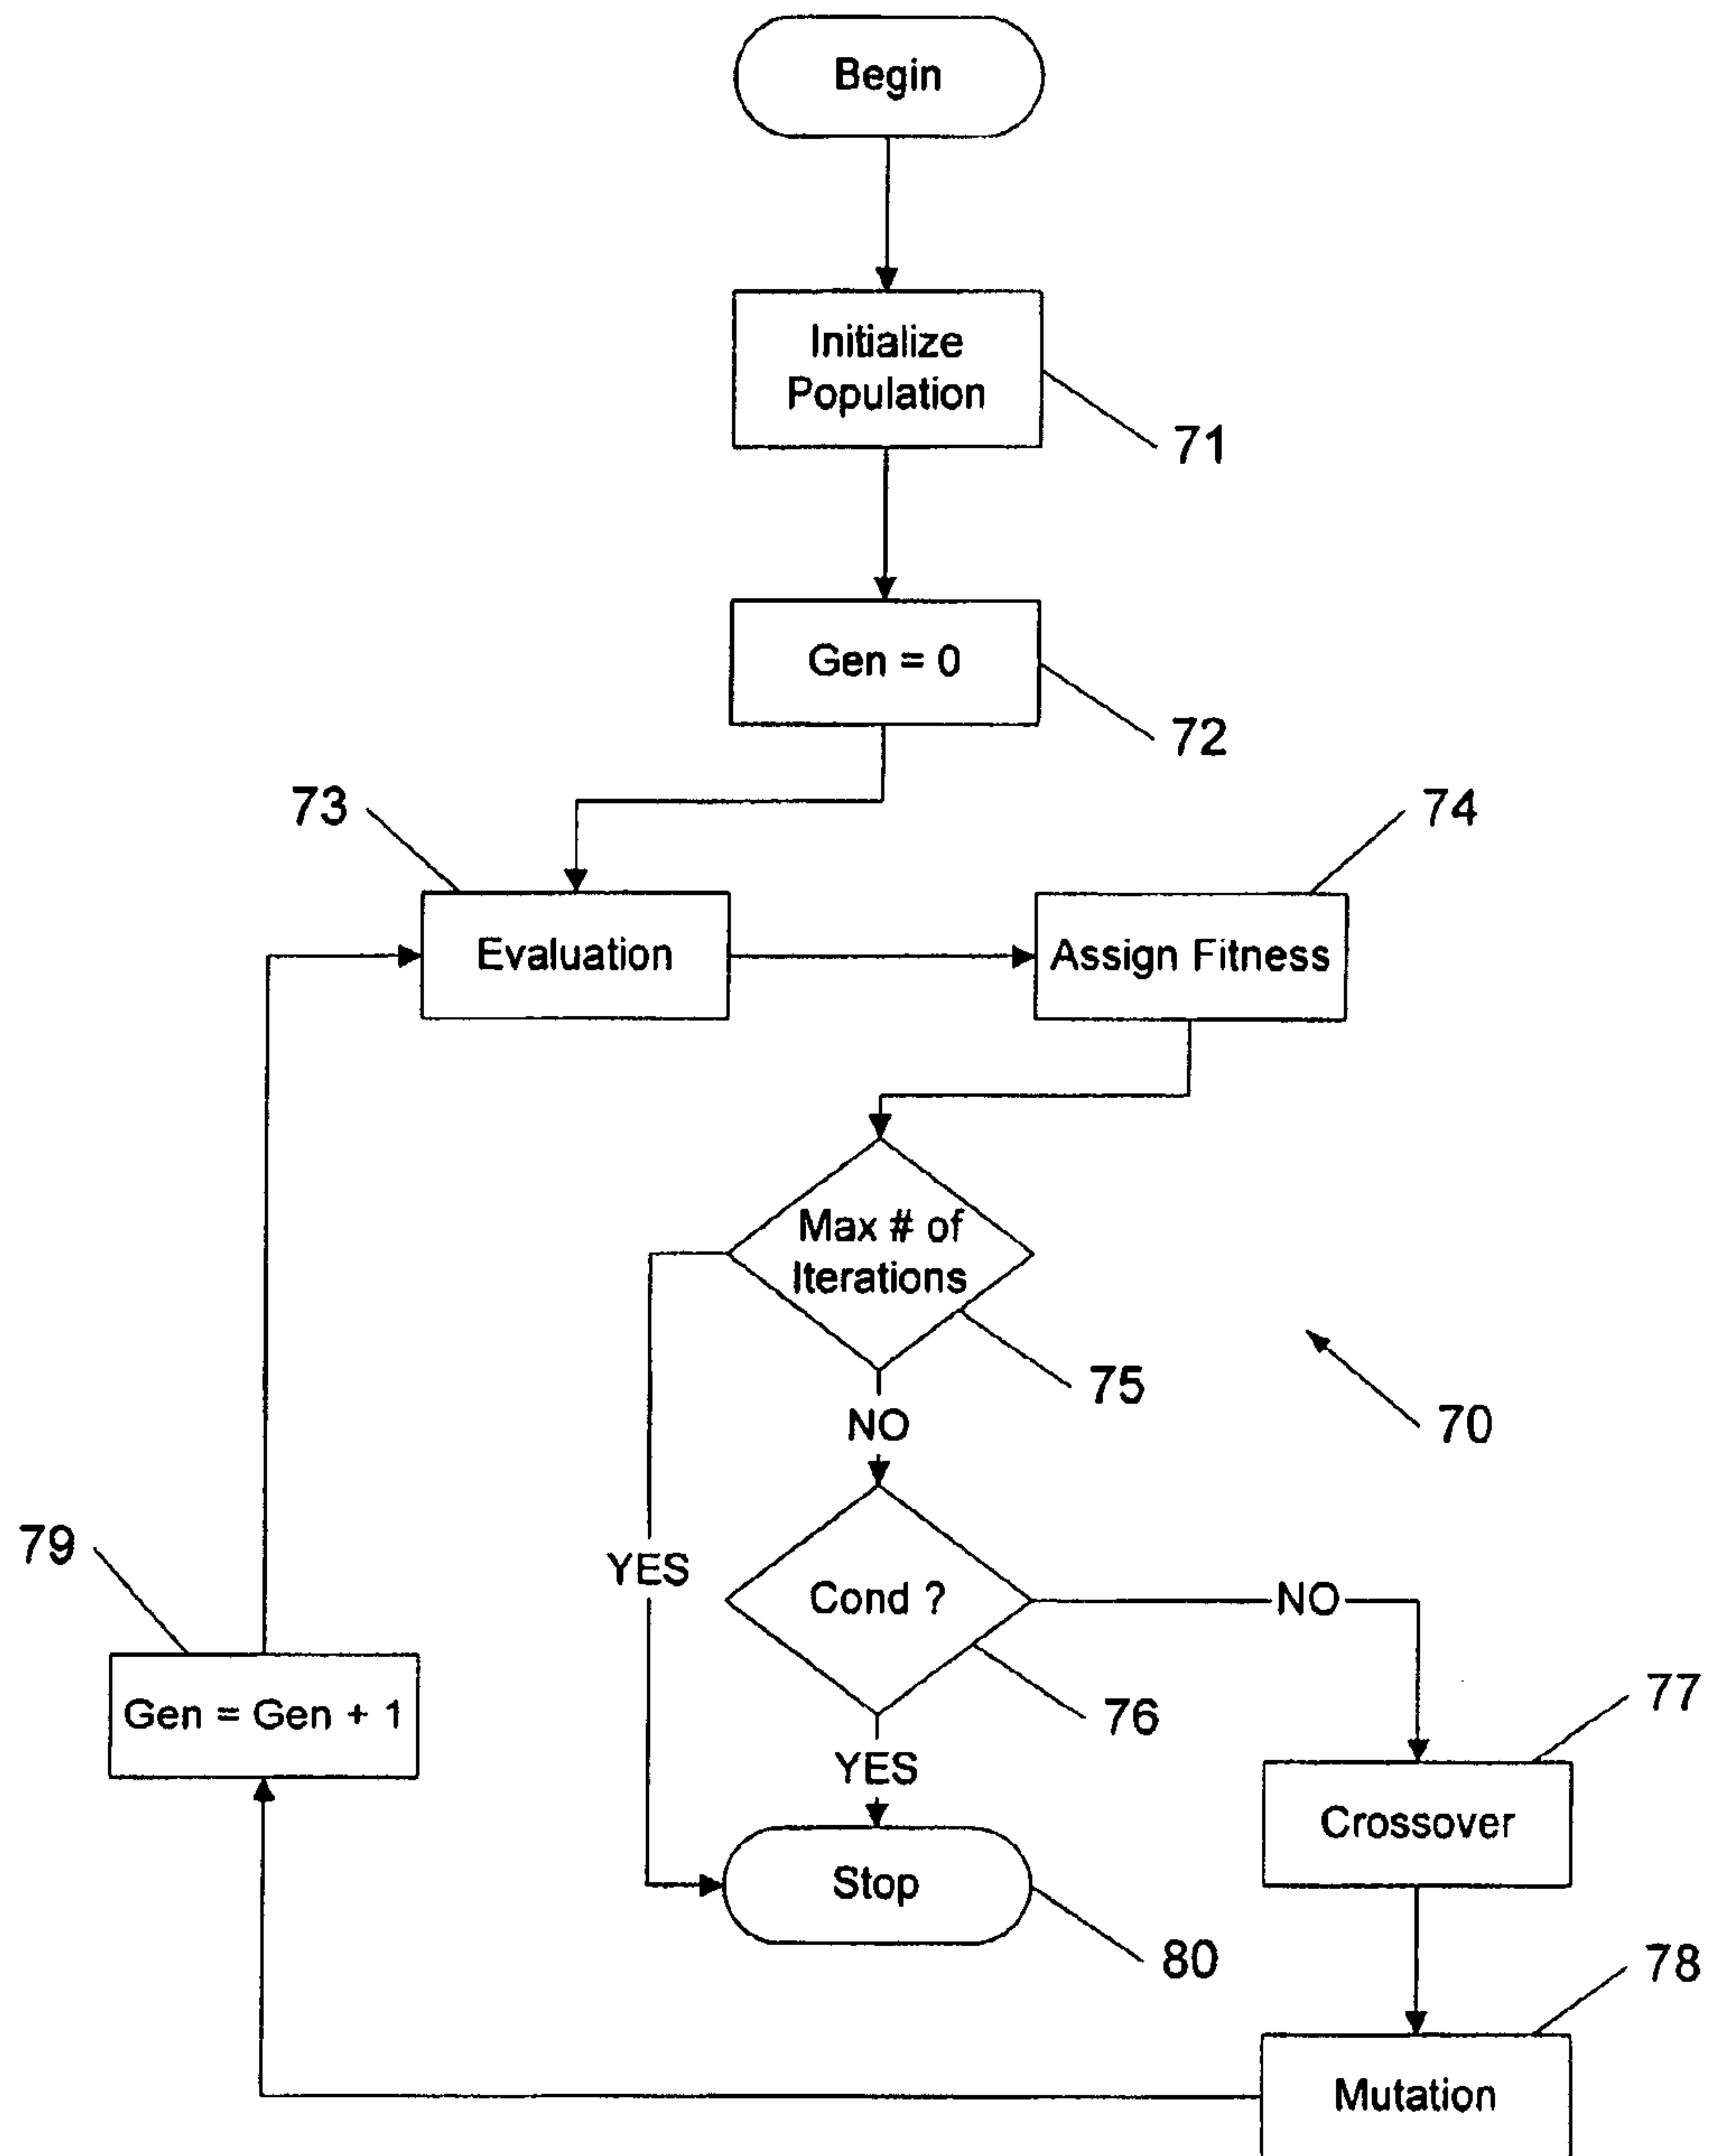 Begin
Initialize
Population
71
Gen = 0
72
73
74
Evaluation
Assign Fitness
Max # of
Iterations
75
70
NO
79
YES
Cond ?
NO
76
77
Gen = Gen + 1
YES
Crossover
Stop
80
78
Mutation